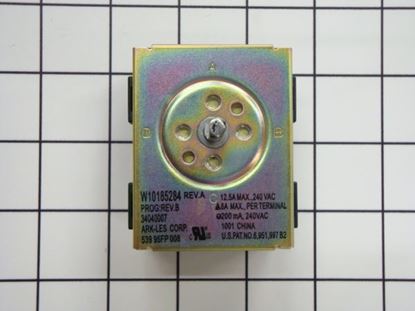 A
W10185284 REV.A
PROG:REV.B
34040907
ARK-LES CORP.
539 95FP 008
12.5A MAX., 240 VAC
8A MAX., PER TERMINAL
200 mA, 240VAC
1001 CHINA
U.S.PAT.NO.6,951,997 B2